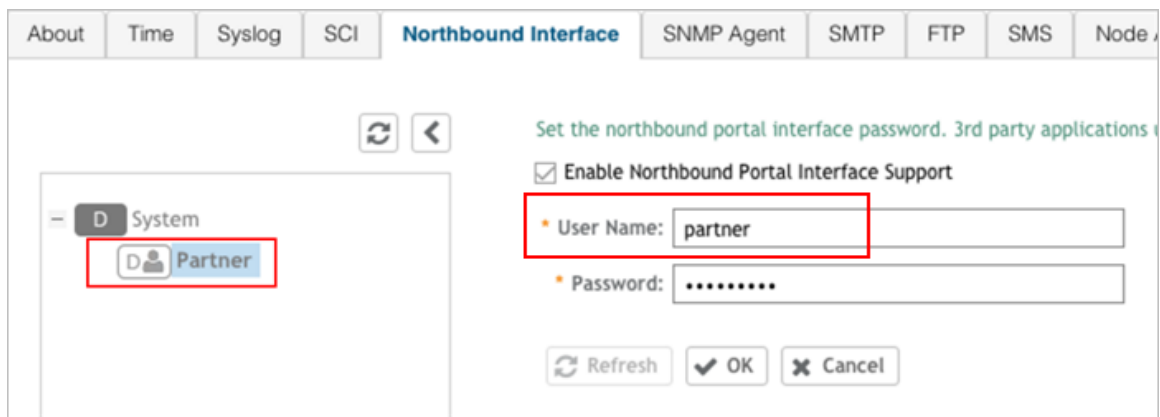 About Time Syslog SCI Northbound Interface SNMP Agent SMTP FTP SMS Node
Set the northbound portal interface password. 3rd party applications
Enable Northbound Portal Interface Support
D System
* User Name: partner
D Partner
* Password: •••••••••
Refresh OK Cancel